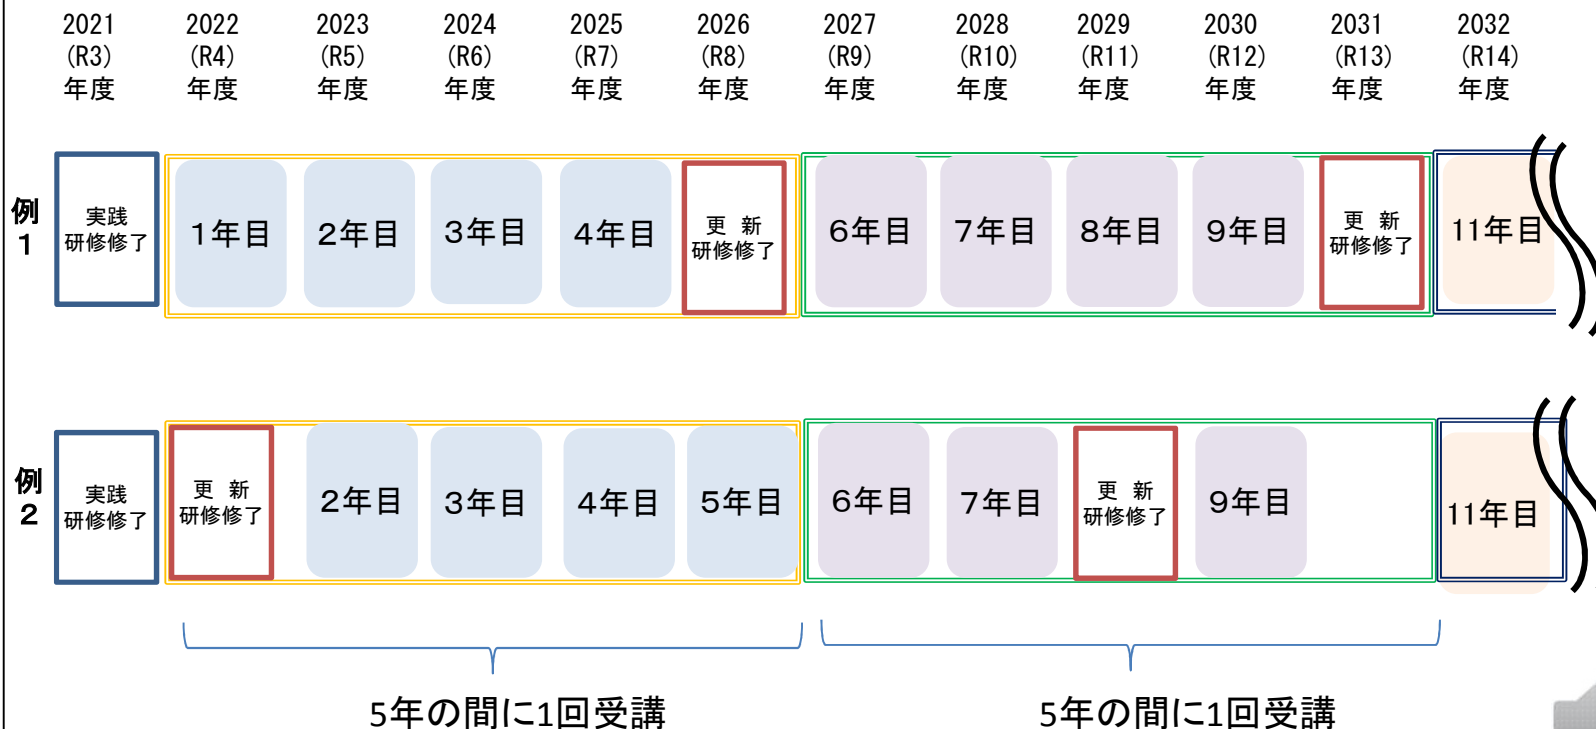 2021 2022 2023 2024 2025 2026 2027 2028 2029 2030 2031 2032
（R3） （R4） （R5） （R6） （R7） （R8） （R9） （R10） （R11） （R12） （R13） （R14）
年度 年度 年度 年度 年度 年度 年度 年度 年度 年度 年度 年度
例
1
実践
研修修了
1年目
2年目
3年目
4年目
更 新
研修修了
6年目
7年目
8年目
9年目
更 新
研修修了
11年目
例
2
実践
研修修了
更 新
研修修了
2年目
3年目
4年目
5年目
6年目
7年目
更 新
研修修了
9年目
11年目
5年の間に1回受講
5年の間に1回受講